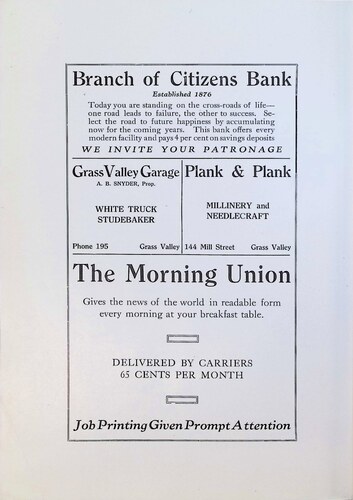 Branch of Citizens Bank
Established 1876
Today you are standing on the cross-roads of life—
one road leads to failure, the other to success. Se-
lect the road to future happiness by accumulating
now for the coming years. This bank offers every
modern facility and pays 4 per cent on savings deposits
WE INVITE YOUR PATRONAGE
Grass Valley Garage
A. B. SNYDER, Prop.
WHITE TRUCK
STUDEBAKER
Phone 195 Grass Valley
Plank & Plank
MILLINERY and
NEEDLECRAFT
144 Mill Street Grass Valley
The Morning Union
Gives the news of the world in readable form
every morning at your breakfast table.
DELIVERED BY CARRIERS
65 CENTS PER MONTH
Job Printing Given Prompt Attention